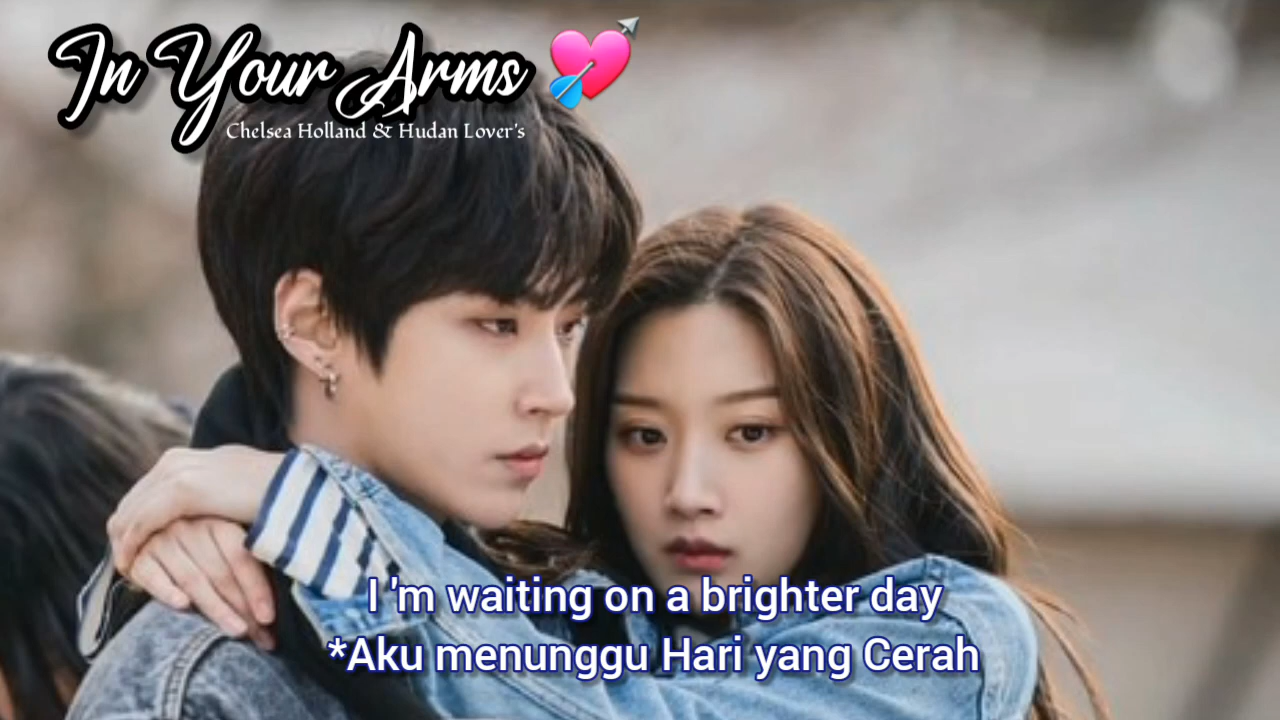 In Your Arms 💘
Chelsea Holland & Hudan Lover's
I 'm waiting on a brighter day
*Aku menunggu Hari yang Cerah